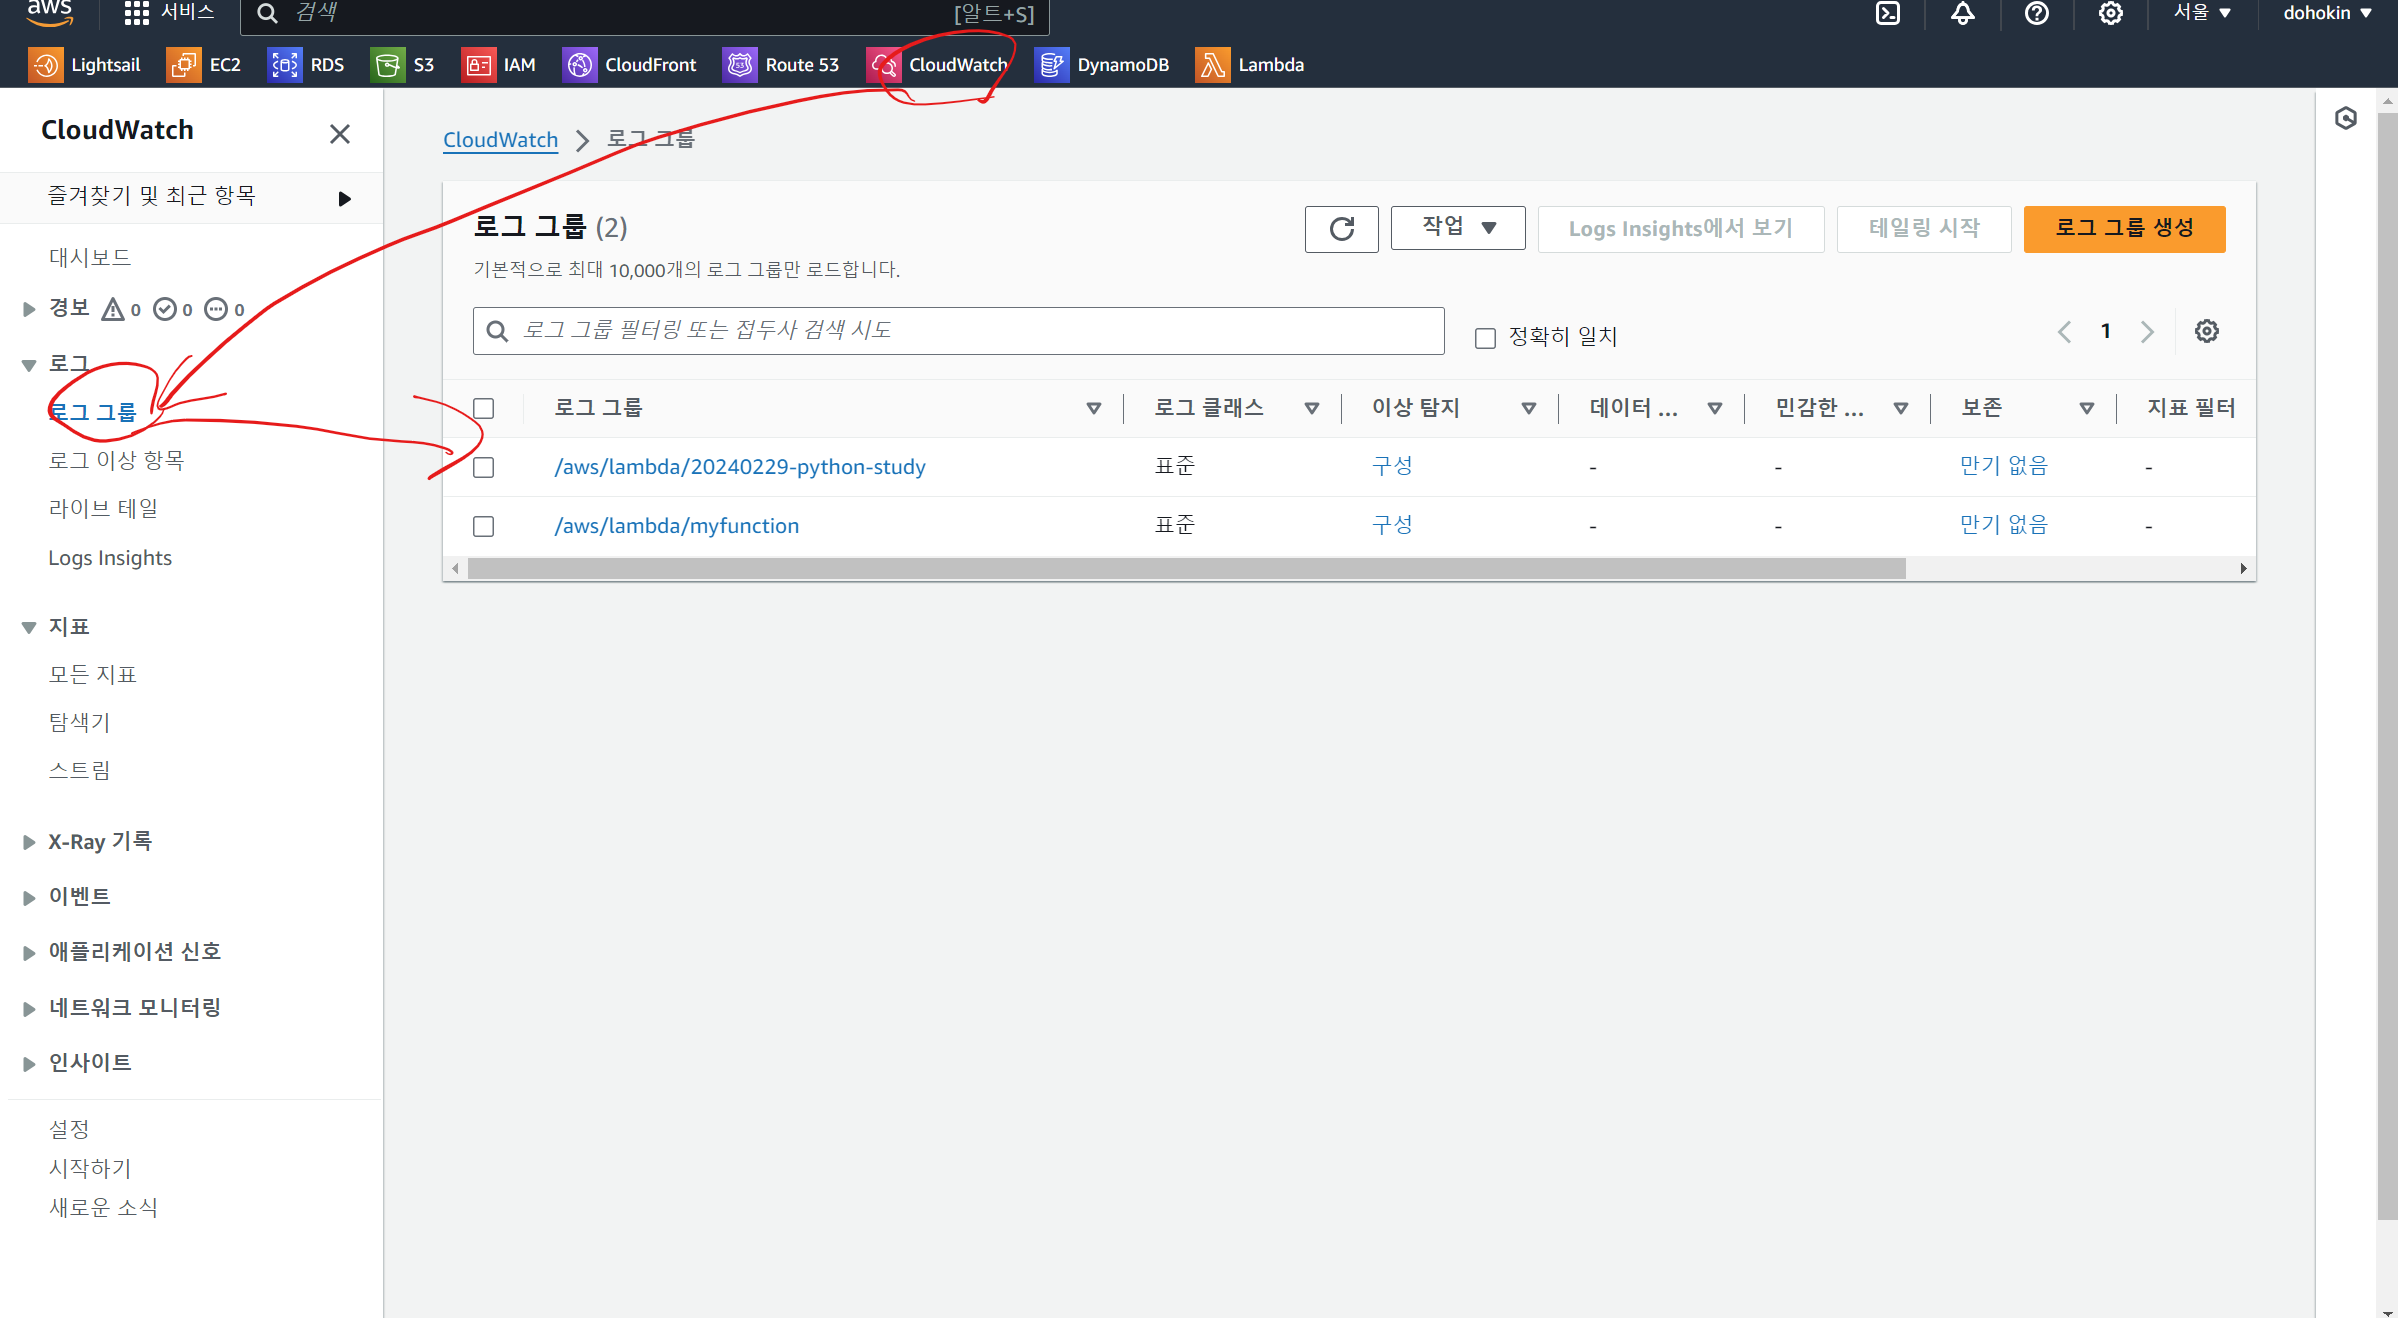 aws 서비스 검색 [알트+S] 서울 dohokin
Lightsail EC2 RDS S3 IAM CloudFront Route 53 CloudWatch DynamoDB Lambda
CloudWatch
즐겨찾기 및 최근 항목
대시보드
경보 0 0 0
로그
로그 그룹
로그 이상 항목
라이브 테일
Logs Insights
지표
모든 지표
탐색기
스트림
X-Ray 기록
이벤트
애플리케이션 신호
네트워크 모니터링
인사이트
설정
시작하기
새로운 소식
CloudWatch 로그 그룹
로그 그룹 (2)
작업 Logs Insights에서 보기 테일링 시작 로그 그룹 생성
기본적으로 최대 10,000개의 로그 그룹만 로드합니다.
로그 그룹 필터링 또는 접두사 검색 시도 정확히 일치 1
로그 그룹 로그 클래스 이상 탐지 데이터 ... 민감한 ... 보존 지표 필터
/aws/lambda/20240229-python-study 표준 구성 - - 만기 없음 -
/aws/lambda/myfunction 표준 구성 - - 만기 없음 -